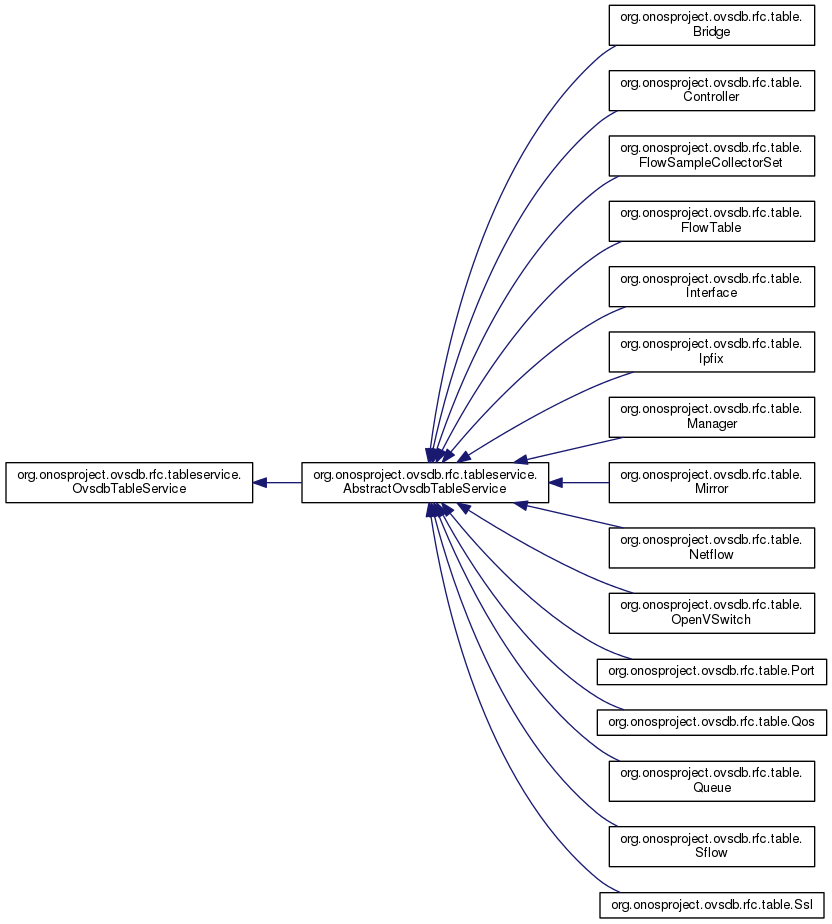 org.onosproject.ovsdb.rfc.table.
Bridge
org.onosproject.ovsdb.rfc.table.
Controller
org.onosproject.ovsdb.rfc.table.
FlowSampleCollectorSet
org.onosproject.ovsdb.rfc.table.
FlowTable
org.onosproject.ovsdb.rfc.table.
Interface
org.onosproject.ovsdb.rfc.table.
Ipfix
org.onosproject.ovsdb.rfc.table.
Manager
org.onosproject.ovsdb.rfc.tableservice.
OvsdbTableService
org.onosproject.ovsdb.rfc.tableservice.
AbstractOvsdbTableService
org.onosproject.ovsdb.rfc.table.
Mirror
org.onosproject.ovsdb.rfc.table.
Netflow
org.onosproject.ovsdb.rfc.table.
OpenVSwitch
org.onosproject.ovsdb.rfc.table.Port
org.onosproject.ovsdb.rfc.table.Qos
org.onosproject.ovsdb.rfc.table.
Queue
org.onosproject.ovsdb.rfc.table.
Sflow
org.onosproject.ovsdb.rfc.table.Ssl